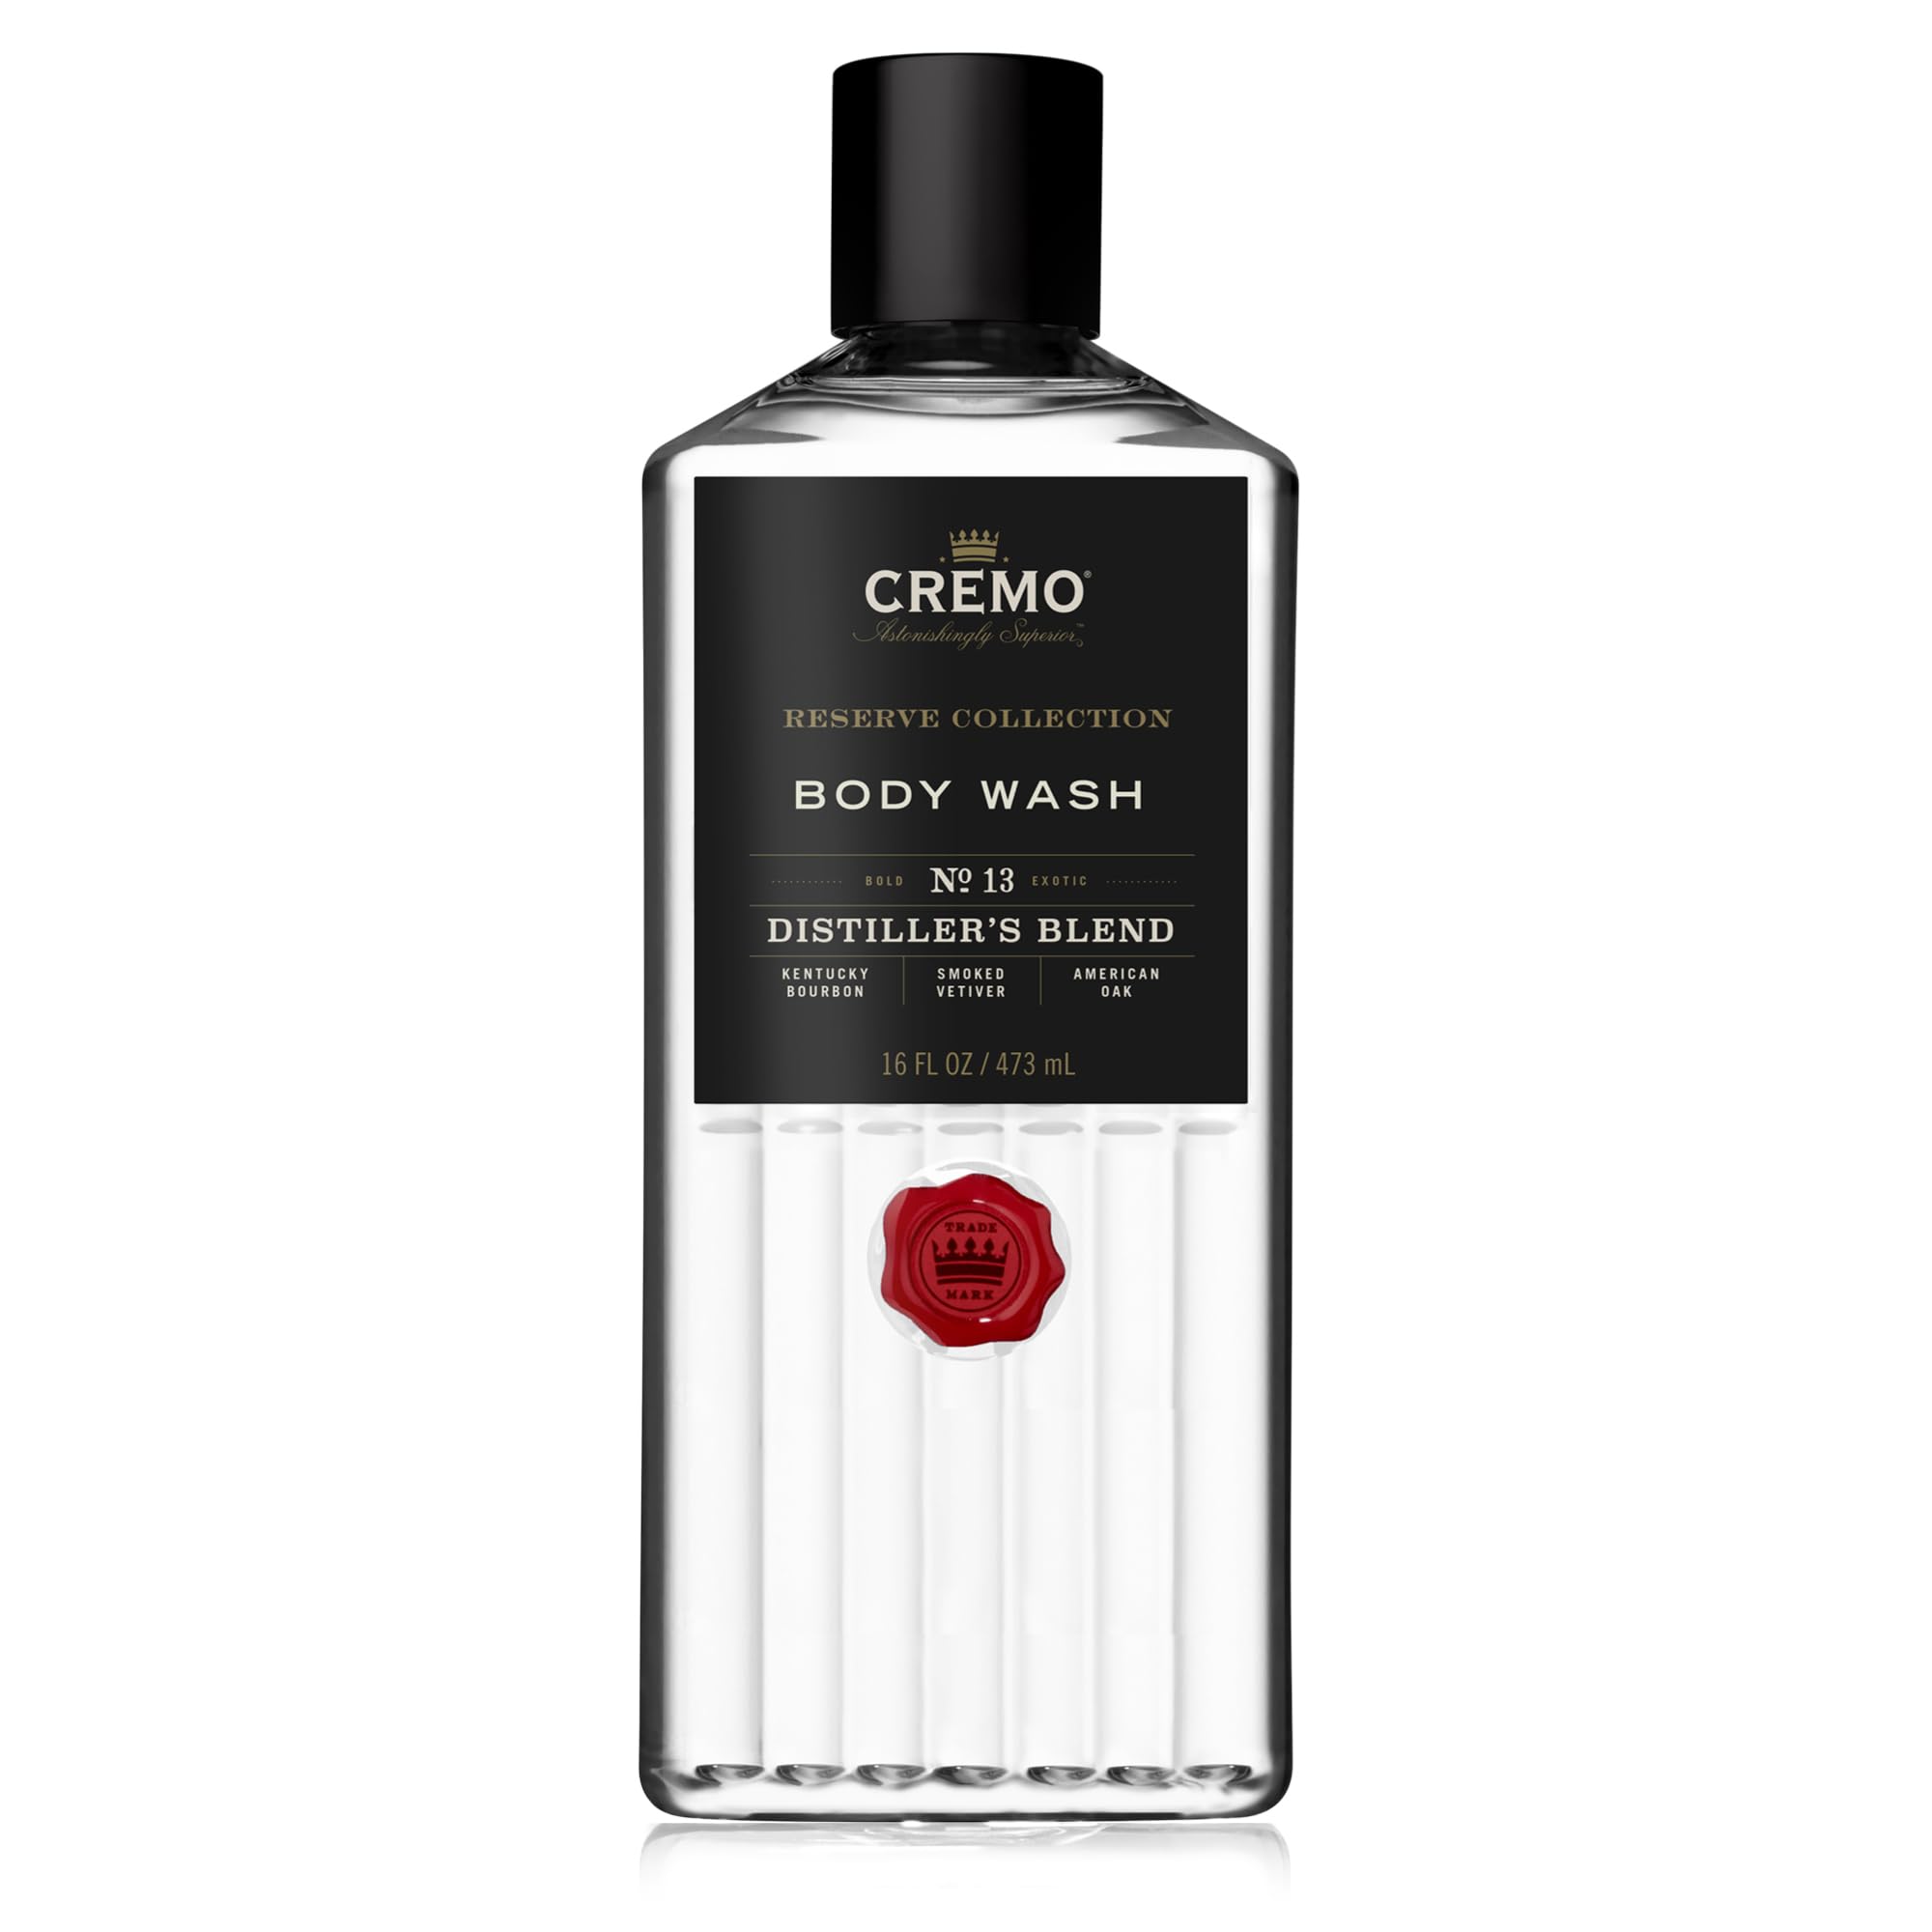 CREMO®
Astonishingly Superior™
RESERVE COLLECTION
BODY WASH
BOLD Nº 13 EXOTIC
DISTILLER'S BLEND
KENTUCKY BOURBON
SMOKED VETIVER
AMERICAN OAK
16 FL OZ / 473 mL
TRADE
MARK